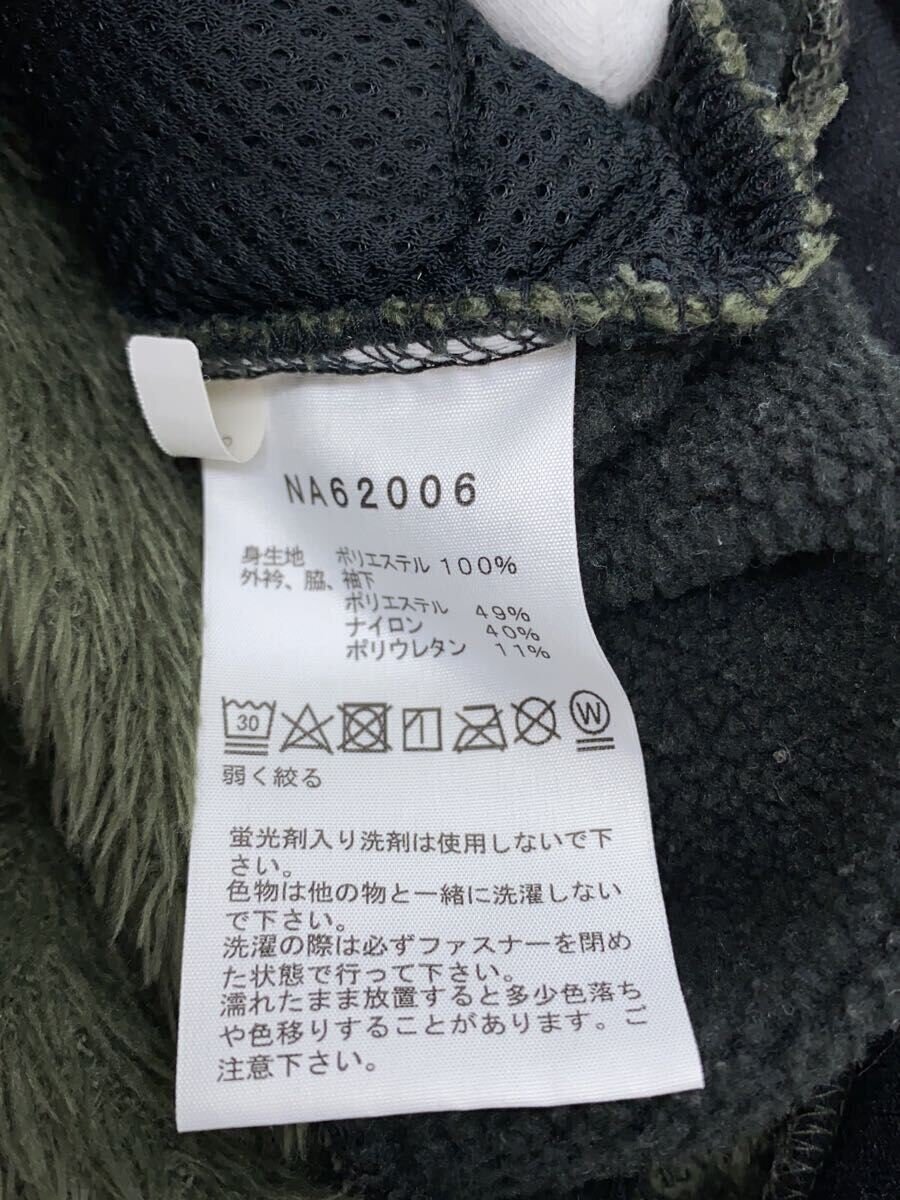 NA62006
身生地 ポリエステル 100%
外衿、脇、袖下
ポリエステル 49%
ナイロン 40%
ポリウレタン 11%
30 W
弱く絞る
蛍光剤入り洗剤は使用しないで下
さい。
色物は他の物と一緒に洗濯しない
で下さい。
洗濯の際は必ずファスナーを閉め
た状態で行って下さい。
濡れたまま放置すると多少色落ち
や色移りすることがあります。ご
注意下さい。